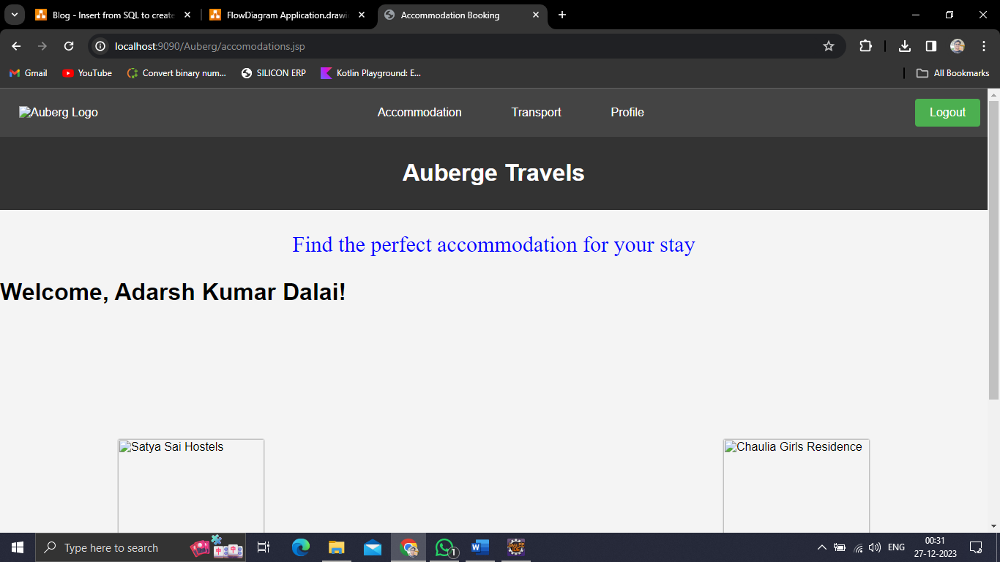 Blog - Insert from SQL to create
FlowDiagram Application.drawi
Accommodation Booking
localhost:9090/Auberg/accomodations.jsp
Gmail
YouTube
Convert binary num...
SILICON ERP
Kotlin Playground: E...
All Bookmarks
Auberg Logo
Accommodation
Transport
Profile
Logout
Auberge Travels
Find the perfect accommodation for your stay
Welcome, Adarsh Kumar Dalai!
Satya Sai Hostels
Chaulia Girls Residence
Type here to search
1
ENG
00:31
27-12-2023